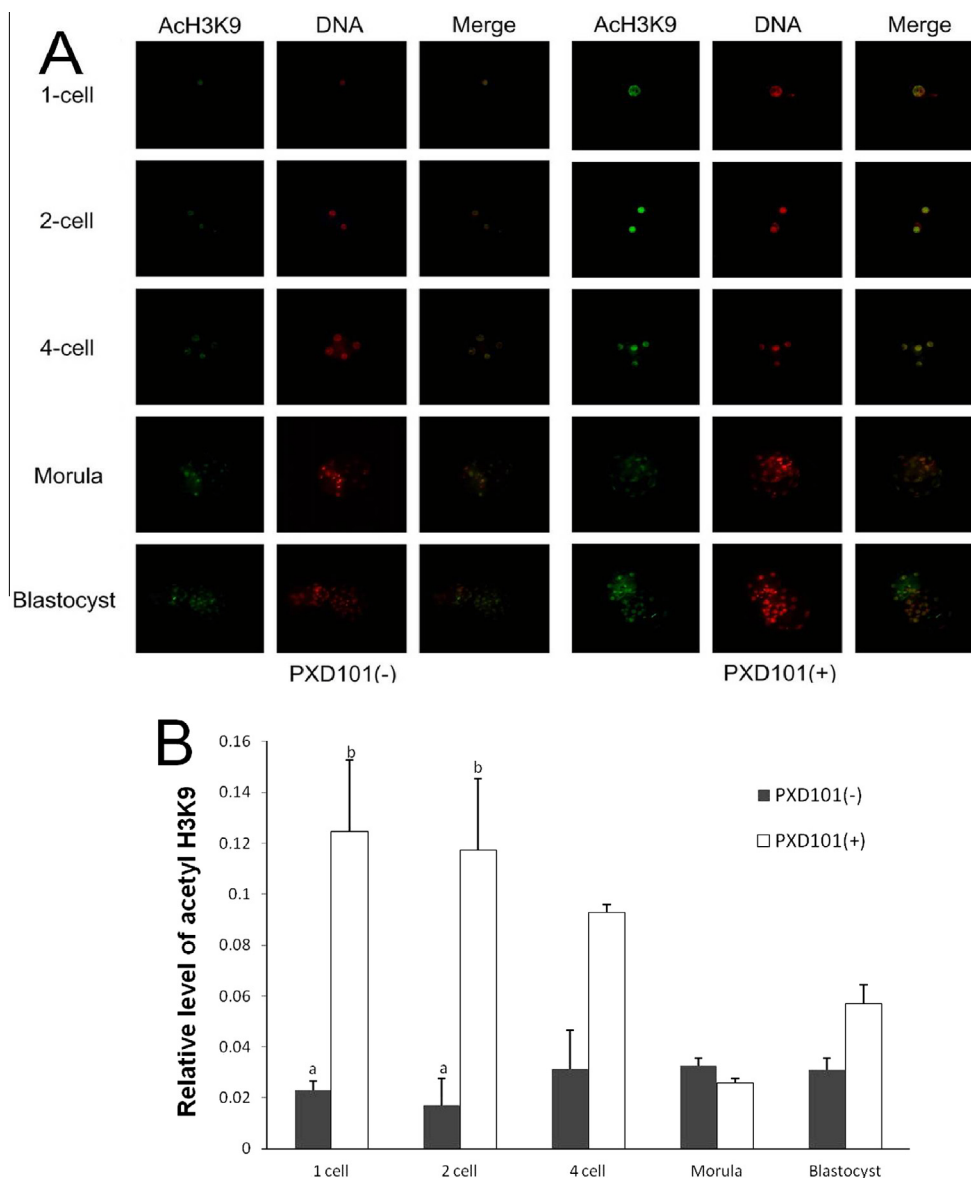 A
AcH3K9 DNA Merge AcH3K9 DNA Merge
1-cell
2-cell
4-cell
Morula
Blastocyst
PXD101(-) PXD101(+)
B
Relative level of acetyl H3K9
0.16
0.14
0.12
0.1
0.08
0.06
0.04
0.02
0
a b
a b
PXD101(-)
PXD101(+)
1 cell 2 cell 4 cell Morula Blastocyst